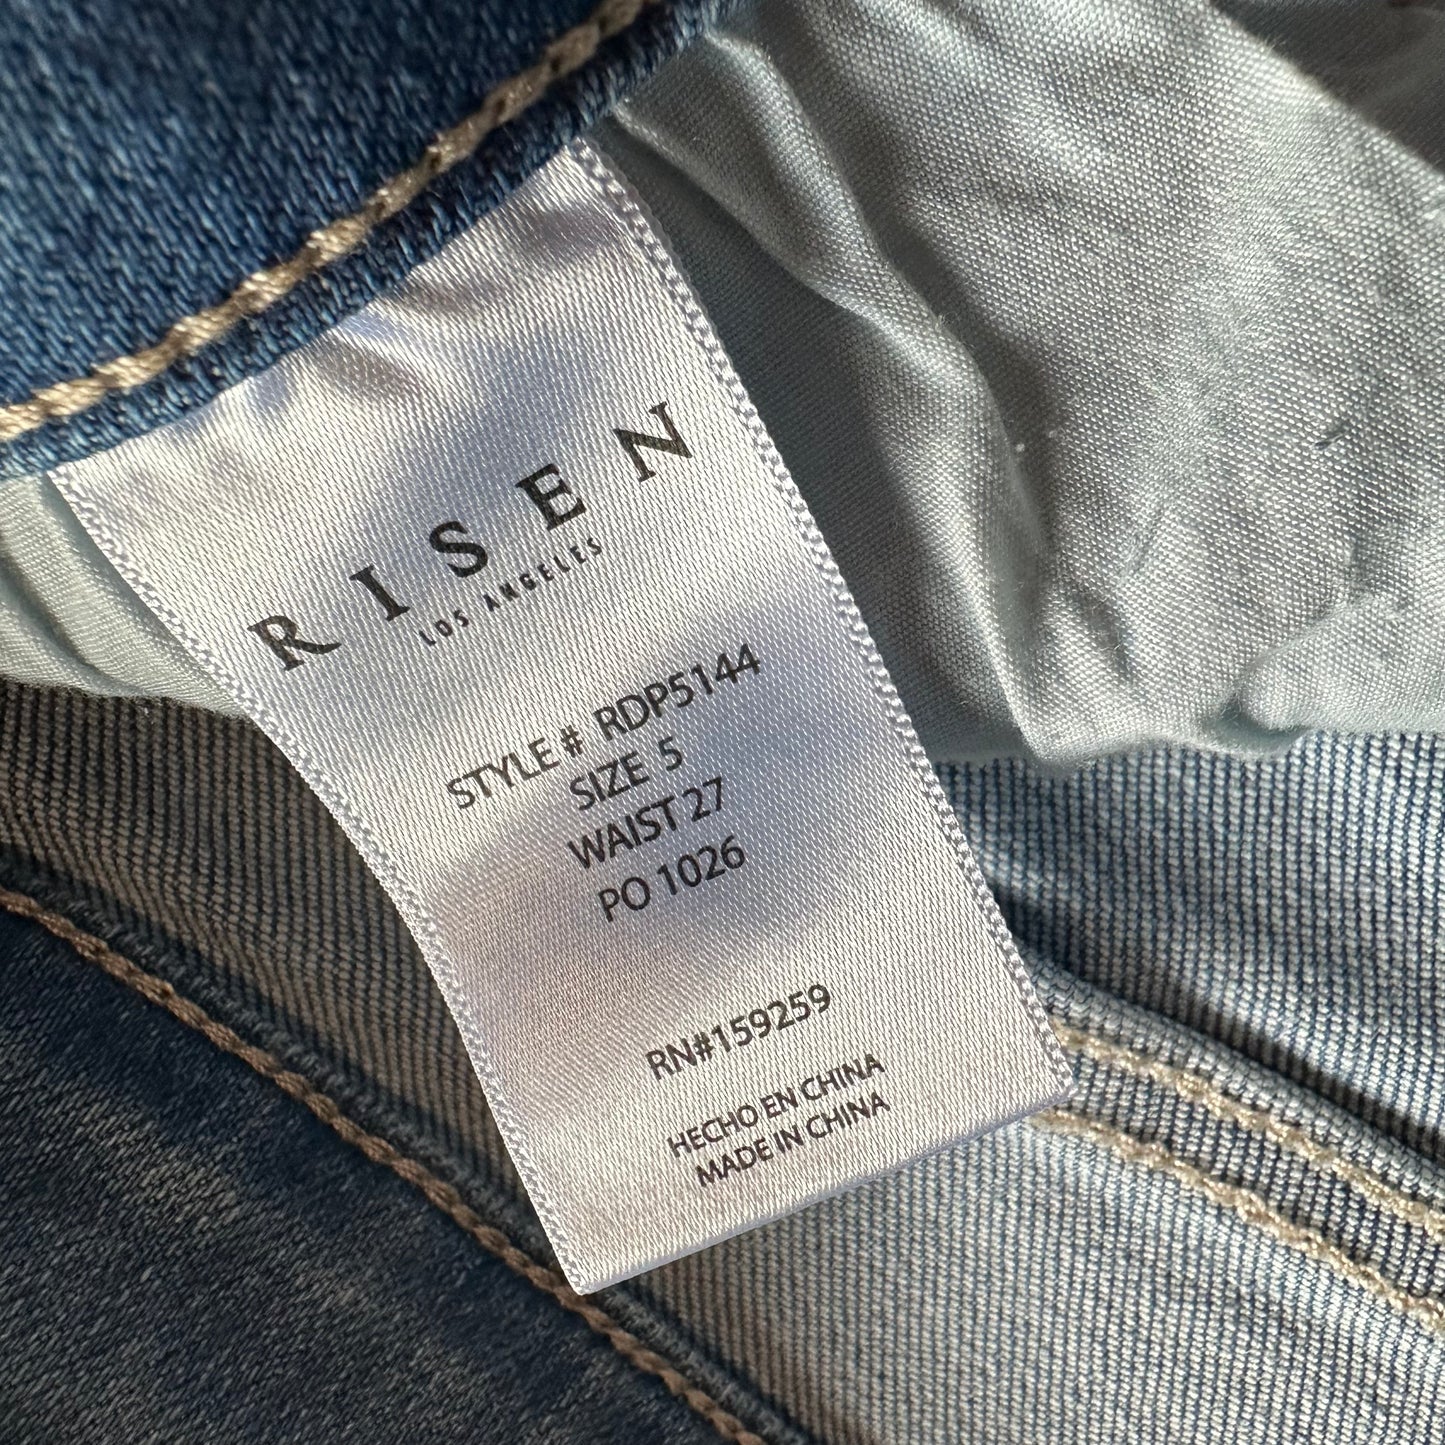 RISEN
LOS ANGELES
STYLE # RDP5144
SIZE 5
WAIST 27
PO 1026
RN#159259
HECHO EN CHINA
MADE IN CHINA